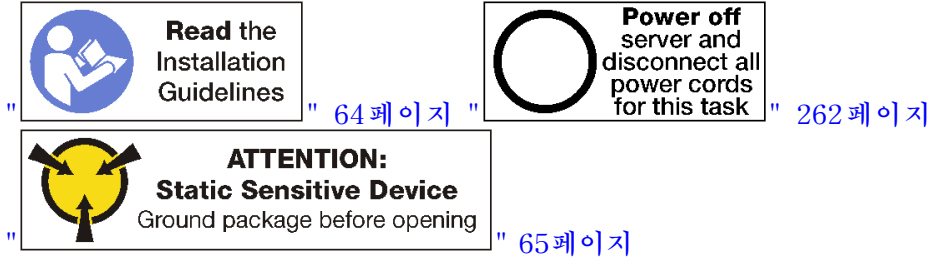 "Read the Installation Guidelines" 64페이지 "Power off server and disconnect all power cords for this task" 262페이지
"ATTENTION: Static Sensitive Device Ground package before opening" 65페이지